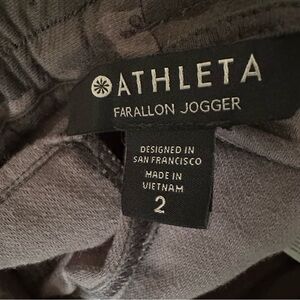 ATHLETA
FARALLON JOGGER
DESIGNED IN
SAN FRANCISCO
MADE IN
VIETNAM
2